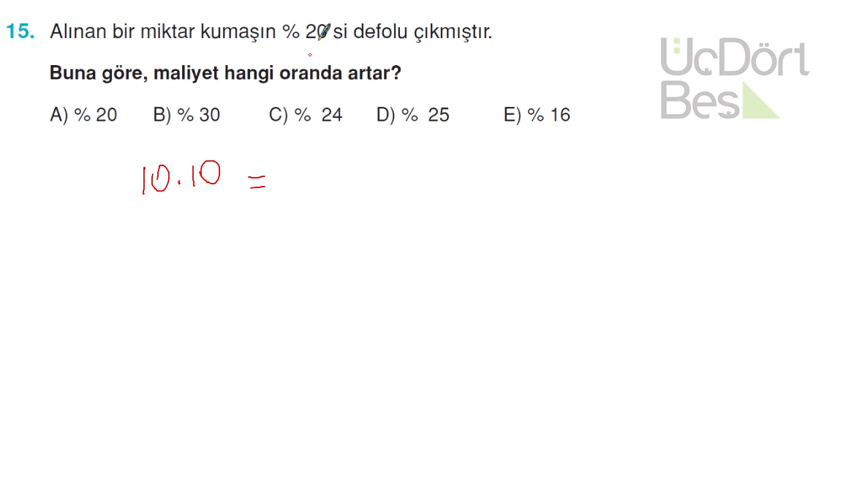 15. Alınan bir miktar kumaşın % 20 si defolu çıkmıştır.
Buna göre, maliyet hangi oranda artar?
A) % 20 B) % 30 C) % 24 D) % 25 E) % 16
10.10 =
ÜçDört
Beş